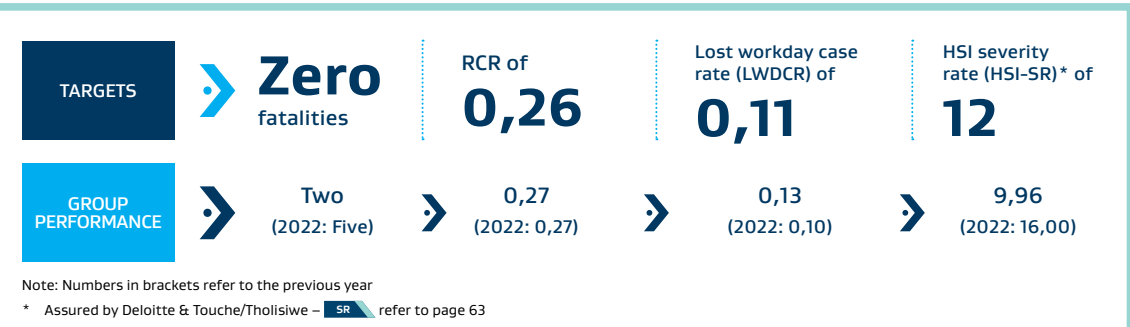 TARGETS
Zero
fatalities
RCR of
0,26
Lost workday case
rate (LWDCR) of
0,11
HSI severity
rate (HSI-SR)* of
12
GROUP
PERFORMANCE
Two
(2022: Five)
0,27
(2022: 0,27)
0,13
(2022: 0,10)
9,96
(2022: 16,00)
Note: Numbers in brackets refer to the previous year
* Assured by Deloitte & Touche/Tholisiwe – SR refer to page 63